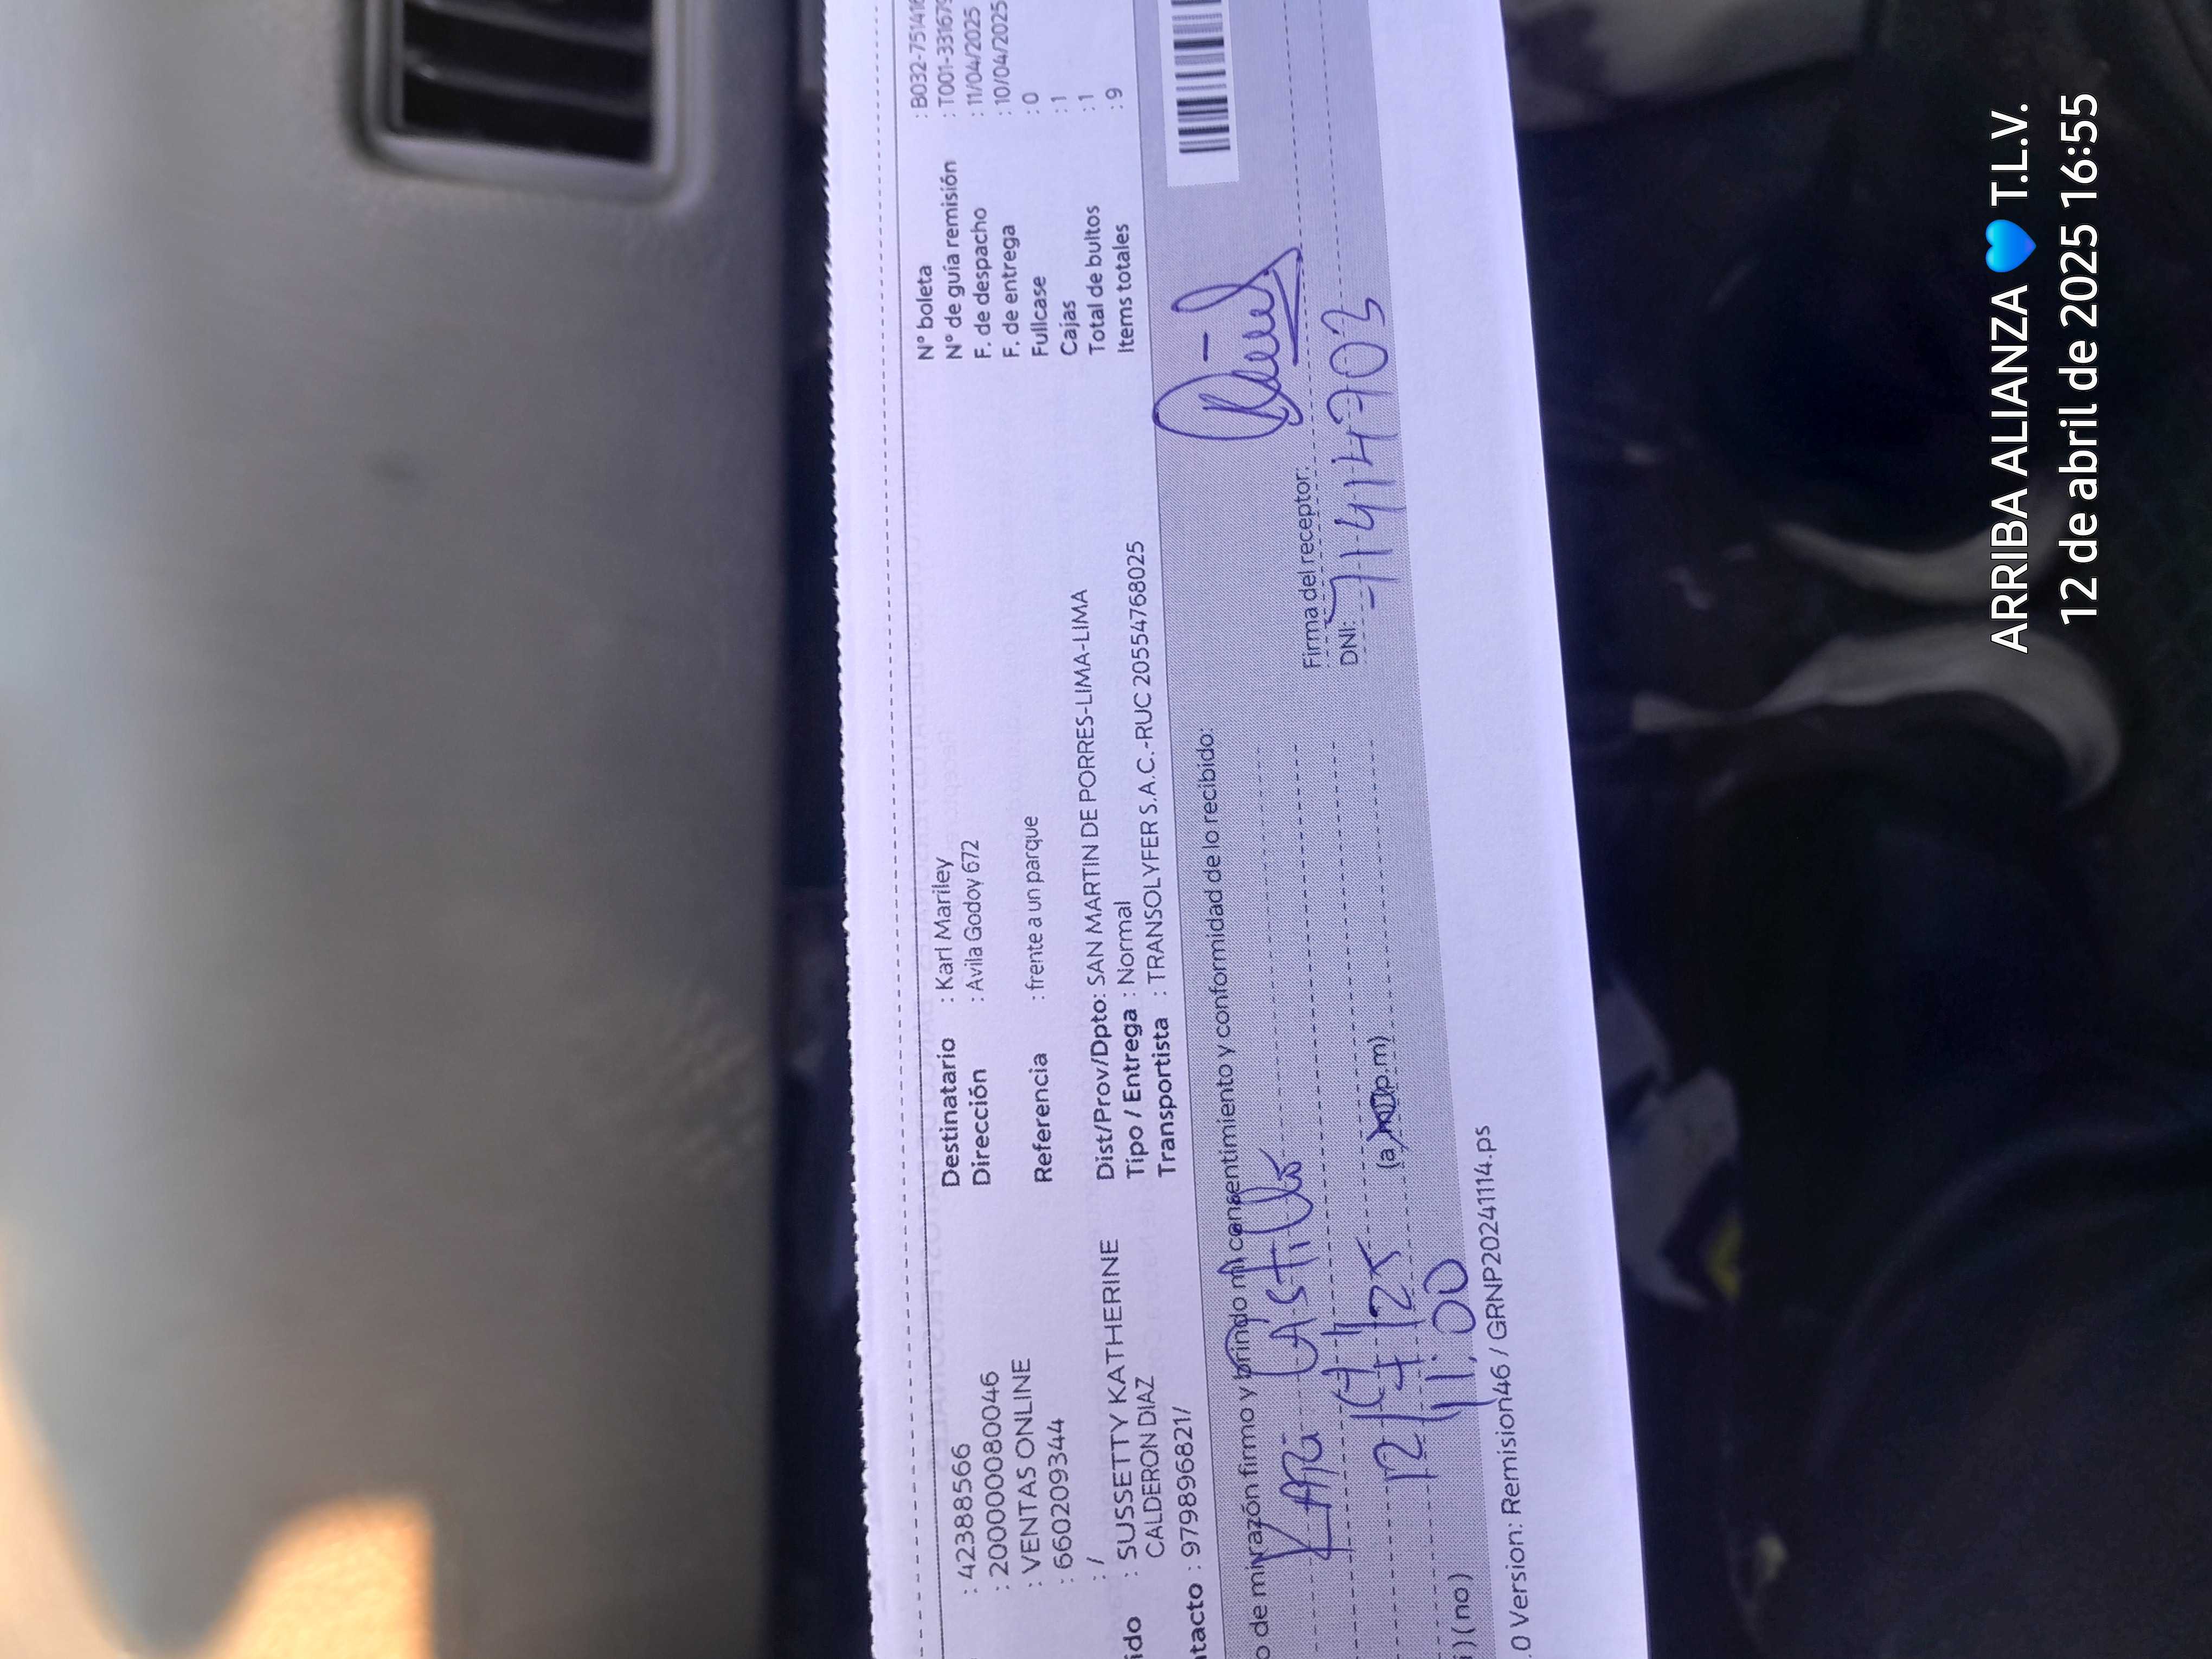 : 42388566
: 2000000080046
: VENTAS ONLINE
: 660209344
: /
ido : SUSSETTY KATHERINE
CALDERON DIAZ
ntacto : 979896821/
Destinatario : Karl Mariley
Dirección : Avila Godoy 672
Referencia : frente a un parque
Dist/Prov/Dpto: SAN MARTIN DE PORRES-LIMA-LIMA
Tipo / Entrega : Normal
Transportista : TRANSOLYFER S.A.C.-RUC 20554768025
N° boleta : B032-751416
N° de guía remisión : T001-331679
F. de despacho : 11/04/2025
F. de entrega : 10/04/2025
Fullcase : 0
Cajas : 1
Total de bultos : 1
Items totales : 9
o de mi razón firmo y brindo mi consentimiento y conformidad de lo recibido:
Castillo
12 / 4 / 25
11:00 (a.m) (p.m)
) (no)
Firma del receptor:
DNI:
.0 Version: Remision46 / GRNP20241114.ps
ARRIBA ALIANZA 💙 T.L.V.
12 de abril de 2025 16:55